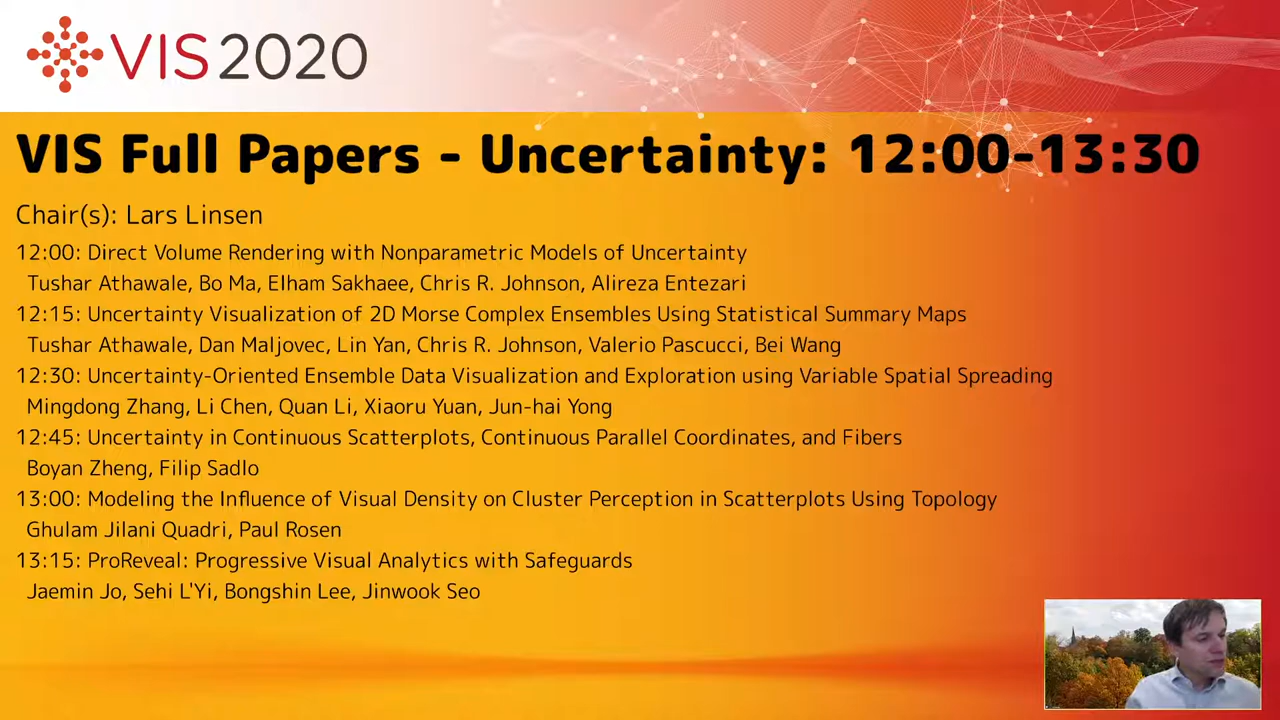 VIS2020
VIS Full Papers - Uncertainty: 12:00-13:30
Chair(s): Lars Linsen
12:00: Direct Volume Rendering with Nonparametric Models of Uncertainty
Tushar Athawale, Bo Ma, Elham Sakhaee, Chris R. Johnson, Alireza Entezari
12:15: Uncertainty Visualization of 2D Morse Complex Ensembles Using Statistical Summary Maps
Tushar Athawale, Dan Maljovec, Lin Yan, Chris R. Johnson, Valerio Pascucci, Bei Wang
12:30: Uncertainty-Oriented Ensemble Data Visualization and Exploration using Variable Spatial Spreading
Mingdong Zhang, Li Chen, Quan Li, Xiaoru Yuan, Jun-hai Yong
12:45: Uncertainty in Continuous Scatterplots, Continuous Parallel Coordinates, and Fibers
Boyan Zheng, Filip Sadlo
13:00: Modeling the Influence of Visual Density on Cluster Perception in Scatterplots Using Topology
Ghulam Jilani Quadri, Paul Rosen
13:15: ProReveal: Progressive Visual Analytics with Safeguards
Jaemin Jo, Sehi L'Yi, Bongshin Lee, Jinwook Seo